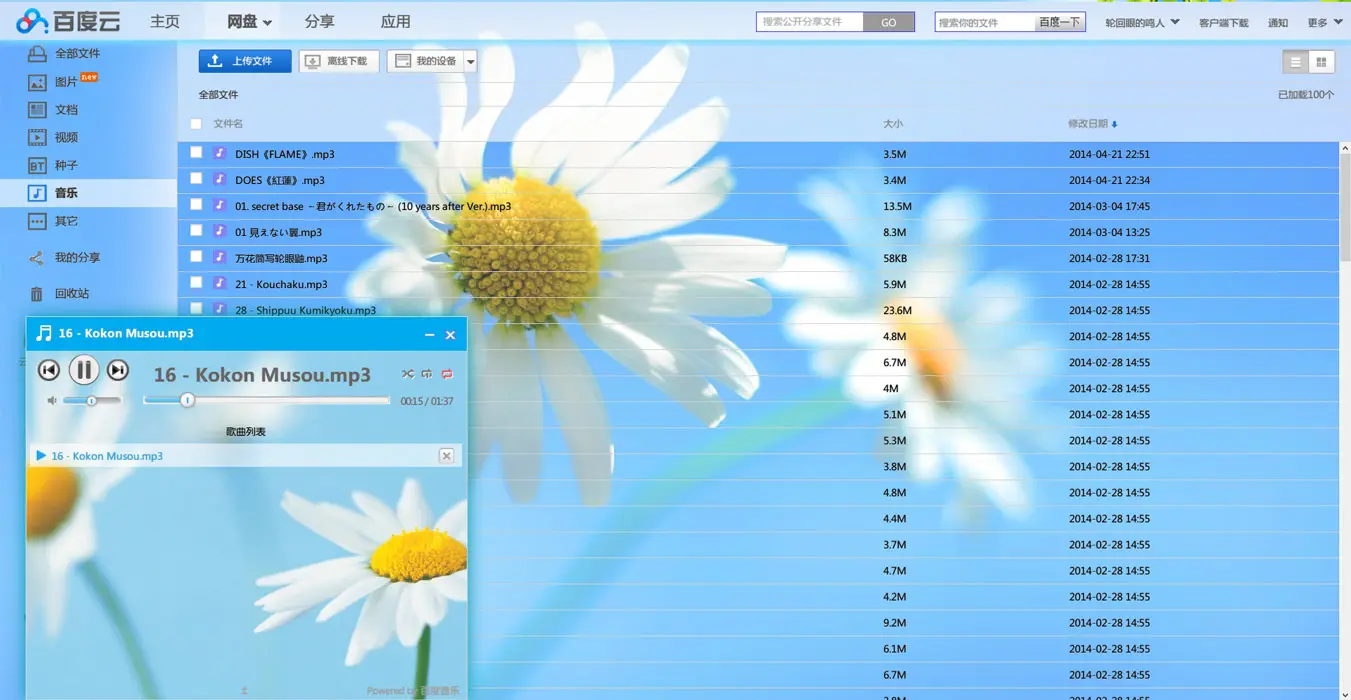 百度云 主页 网盘 分享 应用 搜索公开分享文件 GO 搜索你的文件 百度一下 轮回眼的鸣人 客户端下载 通知 更多
全部文件
图片 new
文档
视频
BT 种子
音乐
其它
我的分享
回收站
上传文件 离线下载 我的设备
全部文件 已加载100个
文件名 大小 修改日期
DISH《FLAME》.mp3 3.5M 2014-04-21 22:51
DOES《紅蓮》.mp3 3.4M 2014-04-21 22:34
01. secret base ~君がくれたもの~ (10 years after Ver.).mp3 13.5M 2014-03-04 17:45
01 見えない翼.mp3 8.3M 2014-03-04 13:25
万花筒写轮眼鼬.mp3 58KB 2014-02-28 17:31
21 - Kouchaku.mp3 5.9M 2014-02-28 14:55
28 - Shippuu Kumikyoku.mp3 23.6M 2014-02-28 14:55
4.8M 2014-02-28 14:55
6.7M 2014-02-28 14:55
4M 2014-02-28 14:55
5.1M 2014-02-28 14:55
5.3M 2014-02-28 14:55
3.8M 2014-02-28 14:55
4.8M 2014-02-28 14:55
4.4M 2014-02-28 14:55
3.7M 2014-02-28 14:55
4.7M 2014-02-28 14:55
4.2M 2014-02-28 14:55
9.2M 2014-02-28 14:55
6.1M 2014-02-28 14:55
6.7M 2014-02-28 14:55
16 - Kokon Musou.mp3
16 - Kokon Musou.mp3
00:15 / 01:37
歌曲列表
16 - Kokon Musou.mp3
Powered by 百度音乐